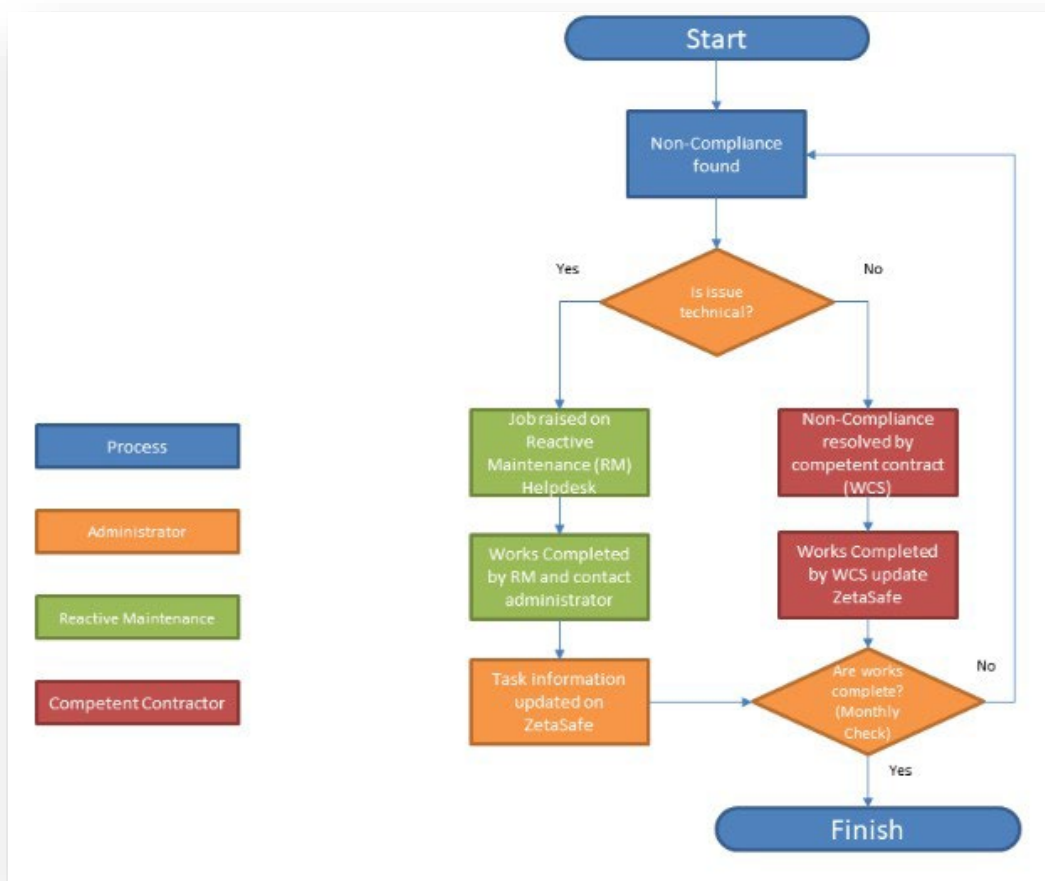 Start
Non-Compliance
found
Yes
No
Is issue
technical?
Job raised on
Reactive
Maintenance (RM)
Helpdesk
Non-Compliance
resolved by
competent contract
(WCS)
Process
Administrator
Works Completed
by RM and contact
administrator
Works Completed
by WCS update
ZetaSafe
Reactive Maintenance
Competent Contractor
Task information
updated on
ZetaSafe
Are works
complete?
(Monthly
Check)
No
Yes
Finish